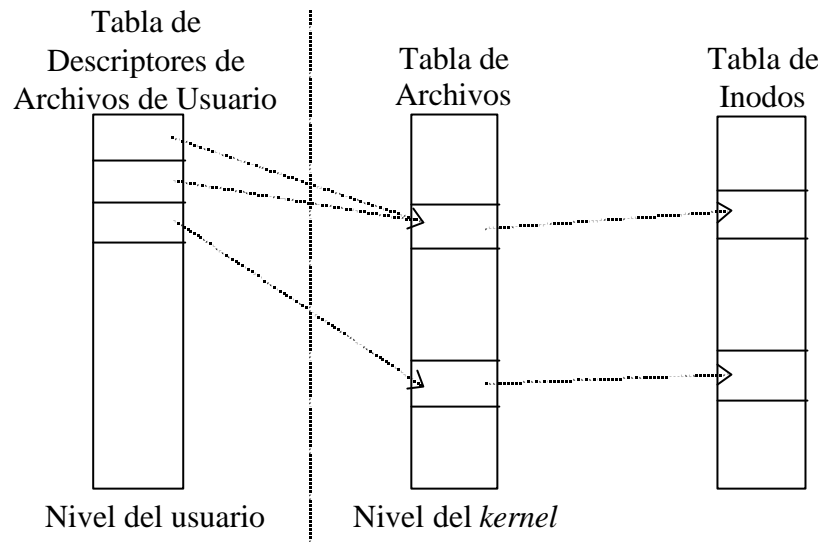 Tabla de
Descriptores de
Archivos de Usuario
Tabla de
Archivos
Tabla de
Inodos
Nivel del usuario
Nivel del kernel